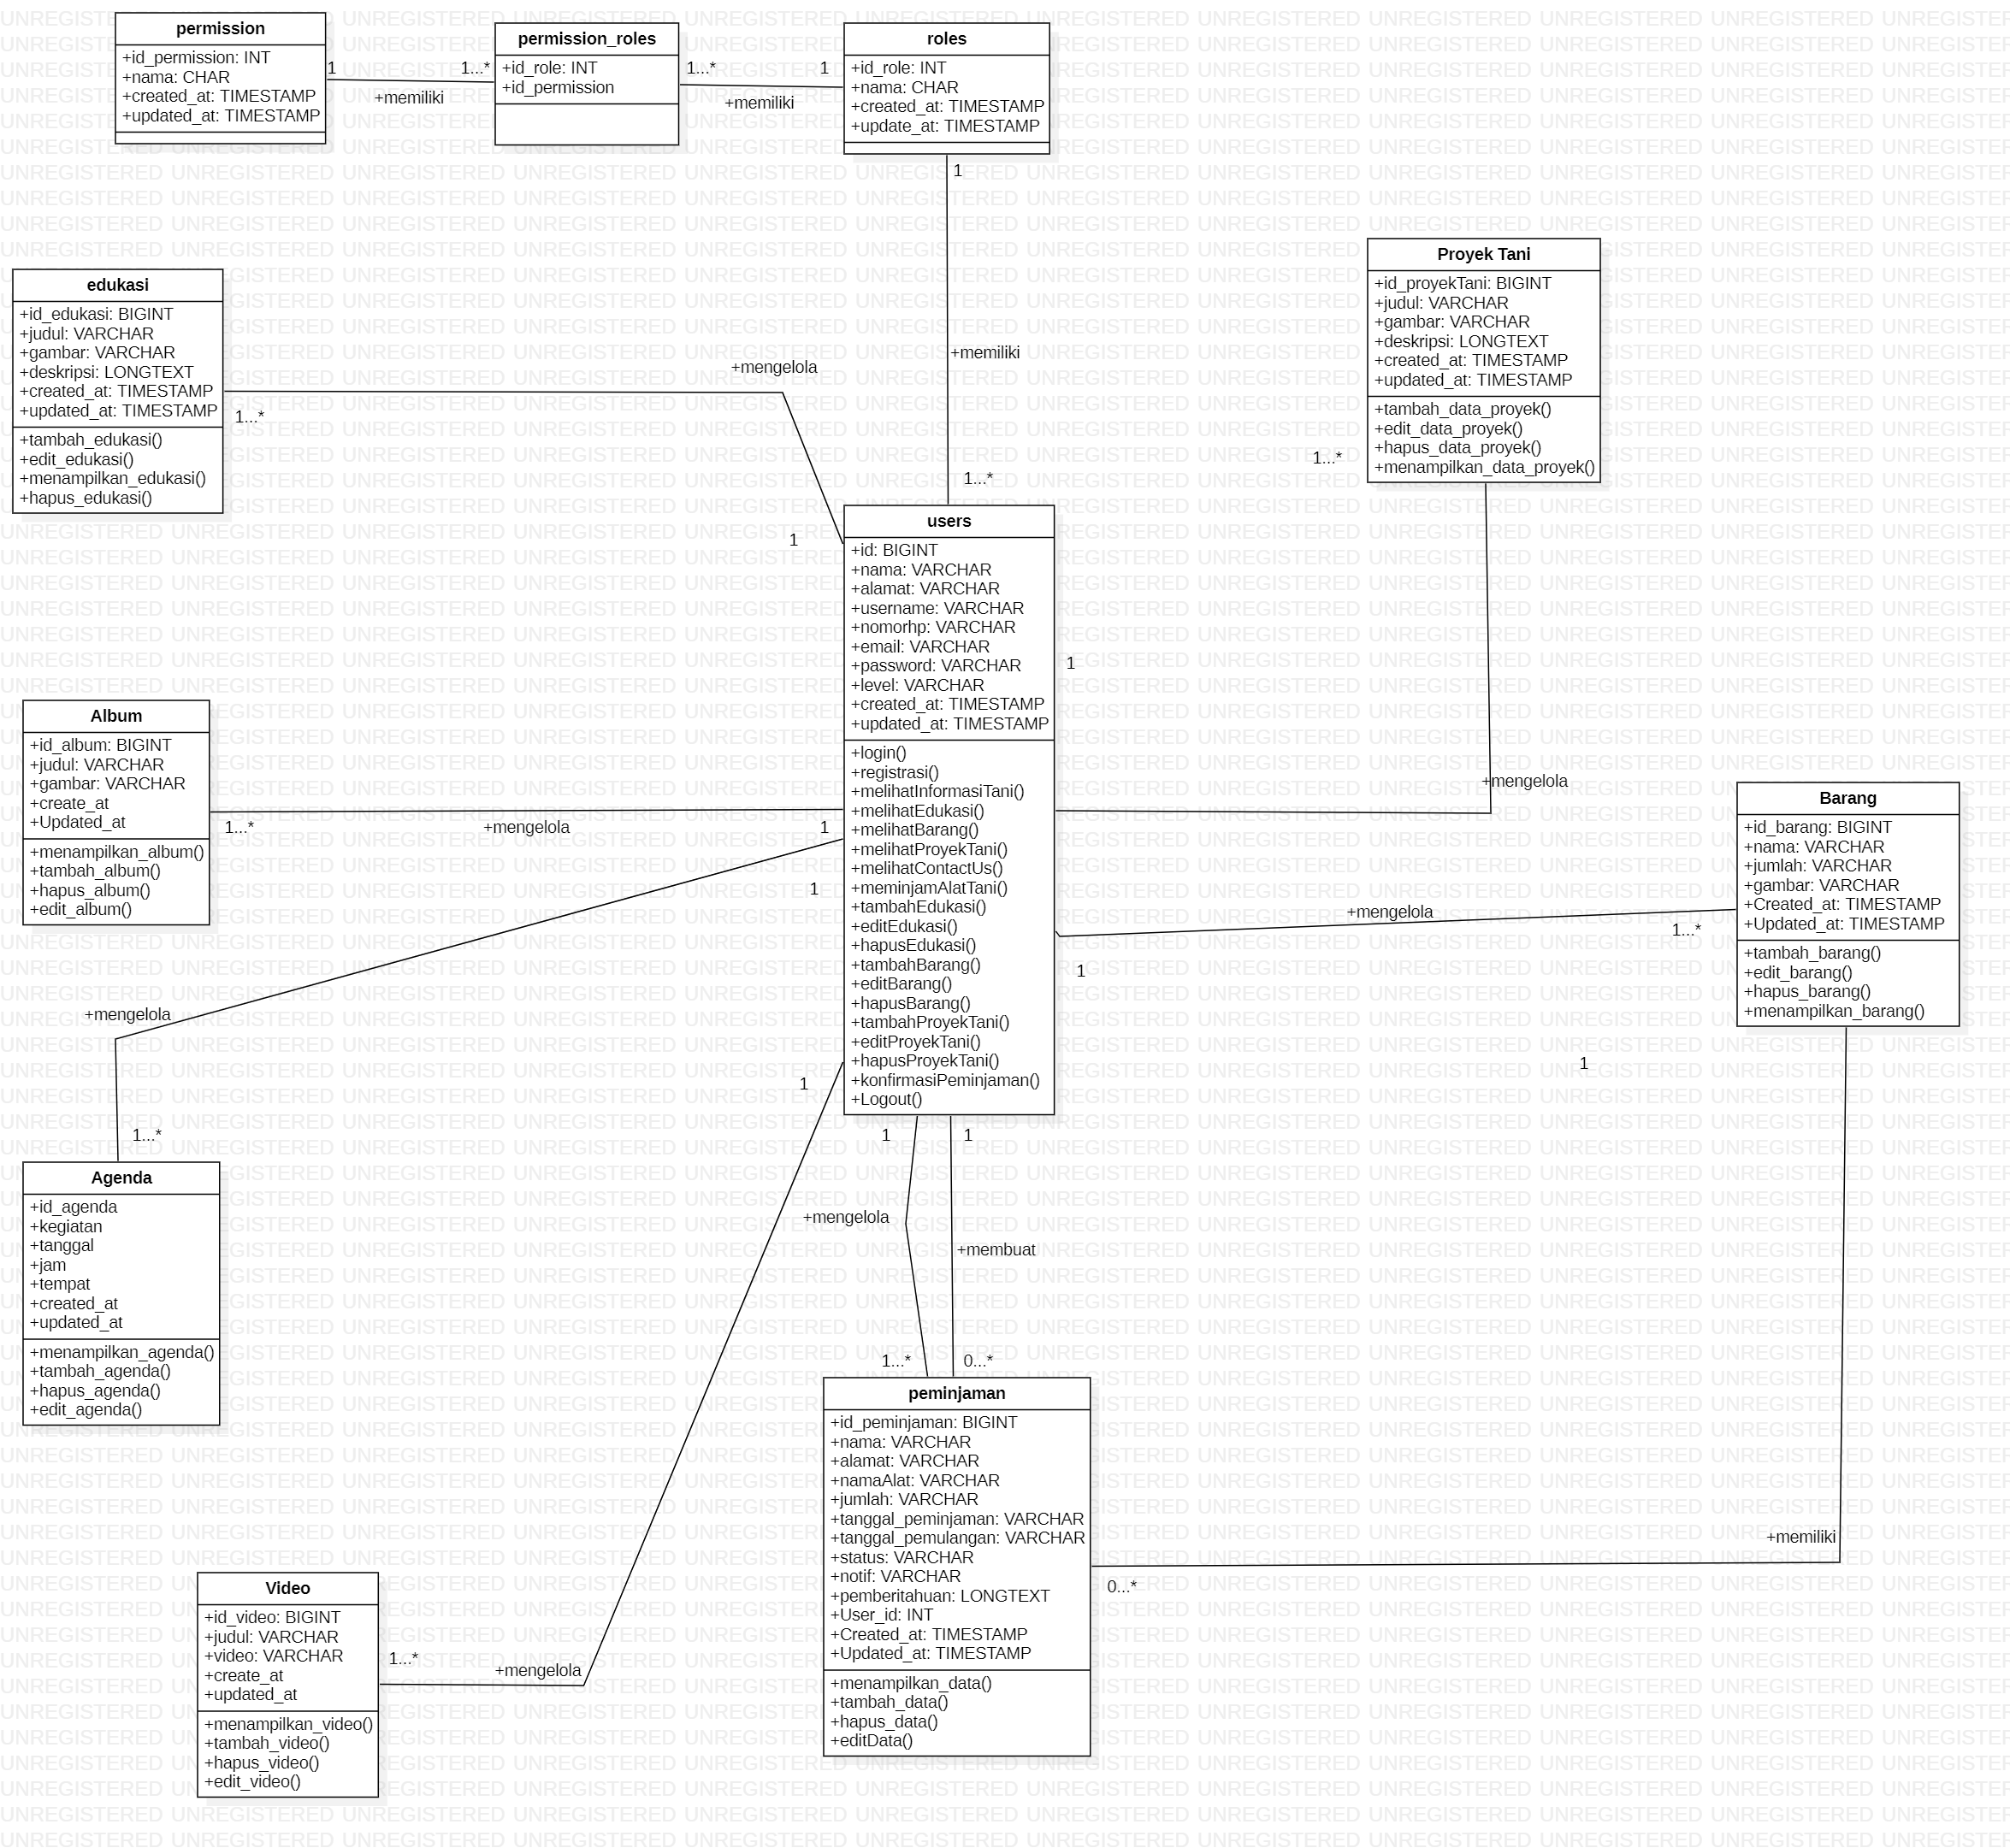 permission
+id_permission: INT
+nama: CHAR
+created_at: TIMESTAMP
+updated_at: TIMESTAMP
1
+memiliki
1...*
permission_roles
+id_role: INT
+id_permission
1...*
+memiliki
1
roles
+id_role: INT
+nama: CHAR
+created_at: TIMESTAMP
+update_at: TIMESTAMP
1
+memiliki
1...*
edukasi
+id_edukasi: BIGINT
+judul: VARCHAR
+gambar: VARCHAR
+deskripsi: LONGTEXT
+created_at: TIMESTAMP
+updated_at: TIMESTAMP
+tambah_edukasi()
+edit_edukasi()
+menampilkan_edukasi()
+hapus_edukasi()
1...*
+mengelola
1
Proyek Tani
+id_proyekTani: BIGINT
+judul: VARCHAR
+gambar: VARCHAR
+deskripsi: LONGTEXT
+created_at: TIMESTAMP
+updated_at: TIMESTAMP
+tambah_data_proyek()
+edit_data_proyek()
+hapus_data_proyek()
+menampilkan_data_proyek()
1...*
+mengelola
1
users
+id: BIGINT
+nama: VARCHAR
+alamat: VARCHAR
+username: VARCHAR
+nomorhp: VARCHAR
+email: VARCHAR
+password: VARCHAR
+level: VARCHAR
+created_at: TIMESTAMP
+updated_at: TIMESTAMP
+login()
+registrasi()
+melihatInformasiTani()
+melihatEdukasi()
+melihatBarang()
+melihatProyekTani()
+melihatContactUs()
+meminjamAlatTani()
+tambahEdukasi()
+editEdukasi()
+hapusEdukasi()
+tambahBarang()
+editBarang()
+hapusBarang()
+tambahProyekTani()
+editProyekTani()
+hapusProyekTani()
+konfirmasiPeminjaman()
+Logout()
Album
+id_album: BIGINT
+judul: VARCHAR
+gambar: VARCHAR
+create_at
+Updated_at
+menampilkan_album()
+tambah_album()
+hapus_album()
+edit_album()
1...*
+mengelola
1
1
+mengelola
1...*
Barang
+id_barang: BIGINT
+nama: VARCHAR
+jumlah: VARCHAR
+gambar: VARCHAR
+Created_at: TIMESTAMP
+Updated_at: TIMESTAMP
+tambah_barang()
+edit_barang()
+hapus_barang()
+menampilkan_barang()
+mengelola
1...*
1
1
+memiliki
0...*
Agenda
+id_agenda
+kegiatan
+tanggal
+jam
+tempat
+created_at
+updated_at
+menampilkan_agenda()
+tambah_agenda()
+hapus_agenda()
+edit_agenda()
1
1
1
+mengelola
+membuat
1...*
0...*
peminjaman
+id_peminjaman: BIGINT
+nama: VARCHAR
+alamat: VARCHAR
+namaAlat: VARCHAR
+jumlah: VARCHAR
+tanggal_peminjaman: VARCHAR
+tanggal_pemulangan: VARCHAR
+status: VARCHAR
+notif: VARCHAR
+pemberitahuan: LONGTEXT
+User_id: INT
+Created_at: TIMESTAMP
+Updated_at: TIMESTAMP
+menampilkan_data()
+tambah_data()
+hapus_data()
+editData()
Video
+id_video: BIGINT
+judul: VARCHAR
+video: VARCHAR
+create_at
+updated_at
+menampilkan_video()
+tambah_video()
+hapus_video()
+edit_video()
1...*
+mengelola
UNREGISTERED